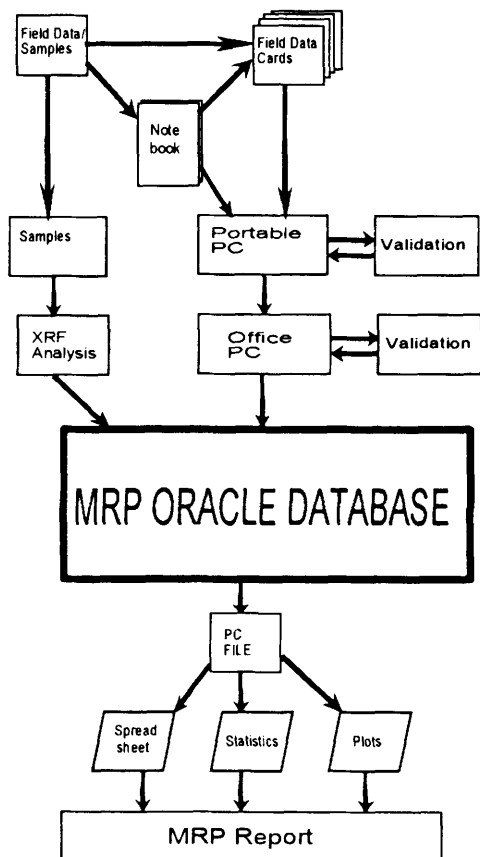 Field Data/
Samples
Field Data
Cards
Note
book
Samples
Portable
PC
Validation
XRF
Analysis
Office
PC
Validation
MRP ORACLE DATABASE
PC
FILE
Spread
sheet
Statistics
Plots
MRP Report